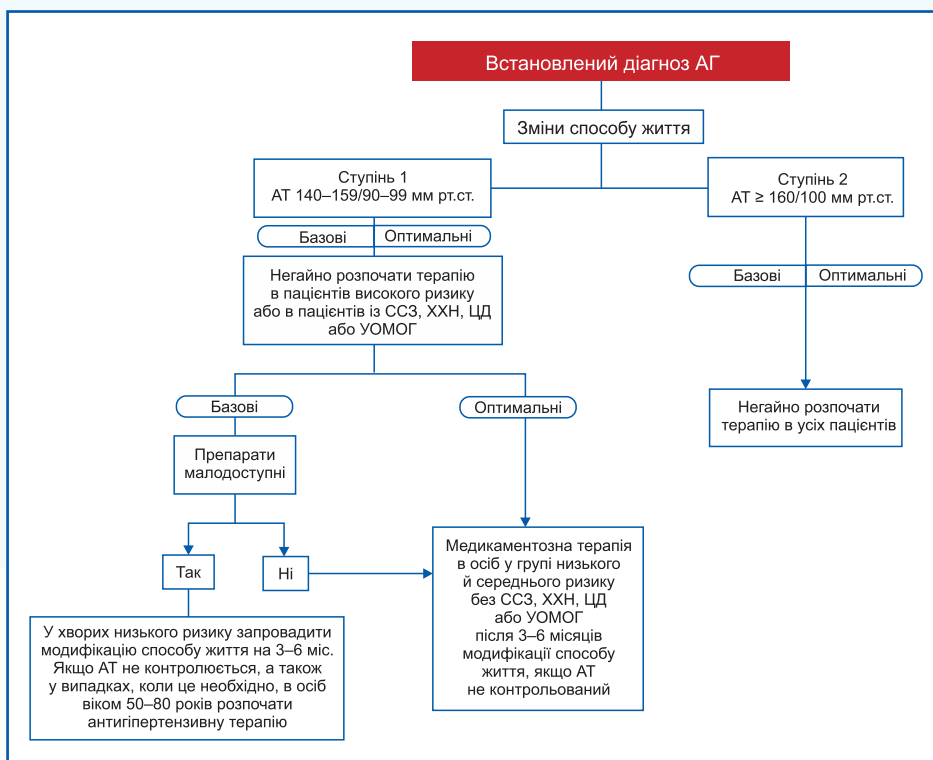 Встановлений діагноз АГ
Зміни способу життя
Ступінь 1
АТ 140–159/90–99 мм рт.ст.
Ступінь 2
АТ ≥ 160/100 мм рт.ст.
Базові
Оптимальні
Негайно розпочати терапію
в пацієнтів високого ризику
або в пацієнтів із ССЗ, ХХН, ЦД
або УОМОГ
Базові
Оптимальні
Негайно розпочати
терапію в усіх пацієнтів
Базові
Оптимальні
Препарати
малодоступні
Так
Ні
Медикаментозна терапія
в осіб у групі низького
й середнього ризику
без ССЗ, ХХН, ЦД
або УОМОГ
після 3–6 місяців
модифікації способу
життя, якщо АТ
не контрольований
У хворих низького ризику запровадити
модифікацію способу життя на 3–6 міс.
Якщо АТ не контролюється, а також
у випадках, коли це необхідно, в осіб
віком 50–80 років розпочати
антигіпертензивну терапію